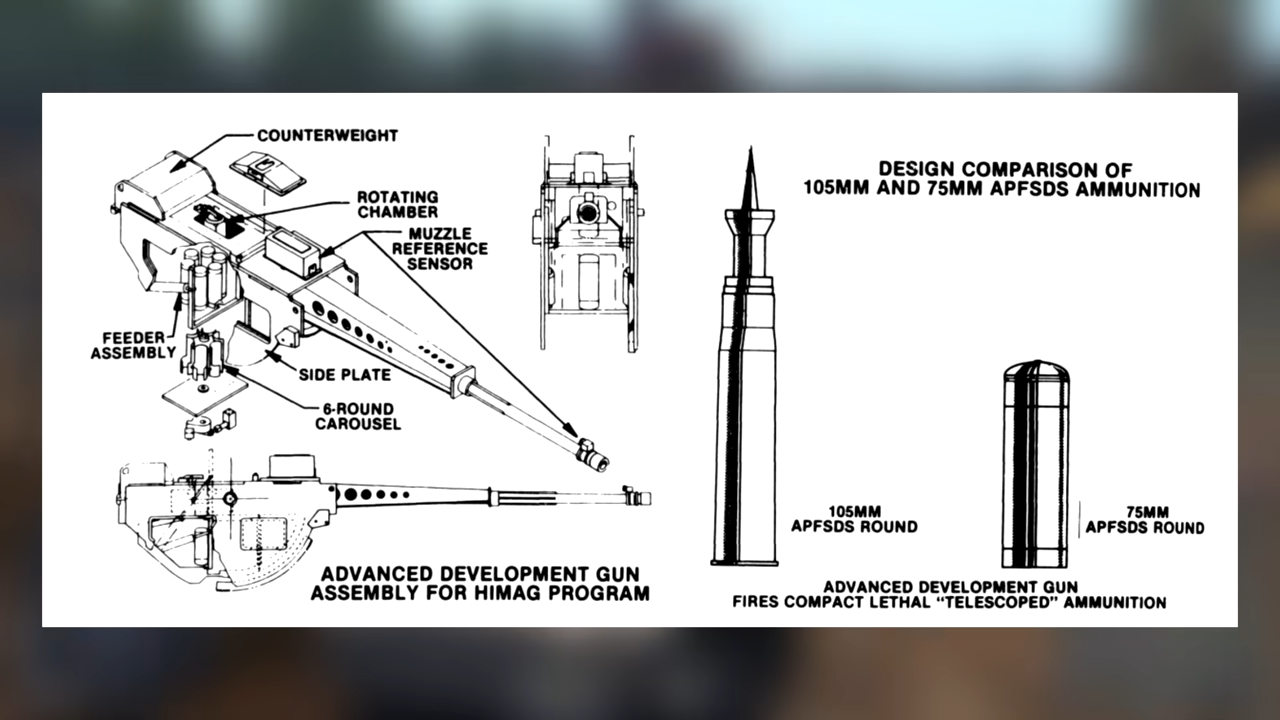 COUNTERWEIGHT
ROTATING
CHAMBER
MUZZLE
REFERENCE
SENSOR
FEEDER
ASSEMBLY
SIDE PLATE
6-ROUND
CAROUSEL
ADVANCED DEVELOPMENT GUN
ASSEMBLY FOR HIMAG PROGRAM
DESIGN COMPARISON OF
105MM AND 75MM APFSDS AMMUNITION
105MM
APFSDS ROUND
75MM
APFSDS ROUND
ADVANCED DEVELOPMENT GUN
FIRES COMPACT LETHAL "TELESCOPED" AMMUNITION